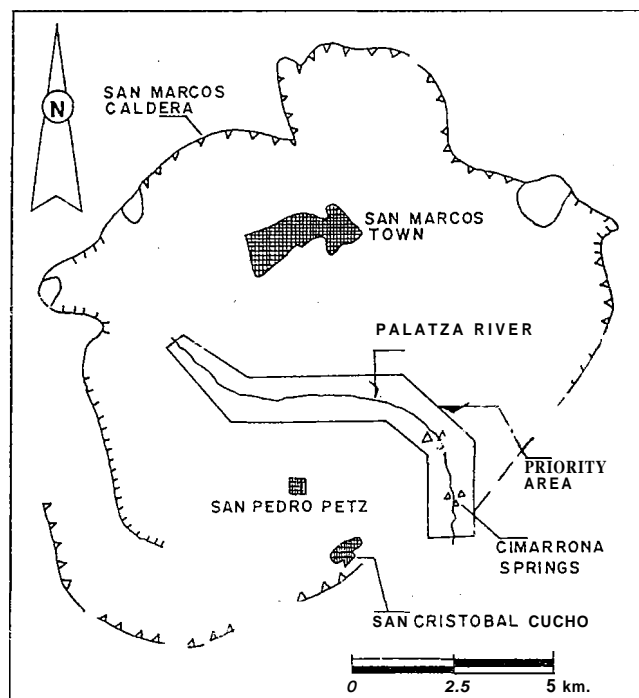 N
SAN MARCOS
CALDERA
SAN MARCOS
TOWN
PALATZA RIVER
PRIORITY
AREA
SAN PEDRO PETZ
CIMARRONA
SPRINGS
SAN CRISTOBAL CUCHO
0 2.5 5 km.